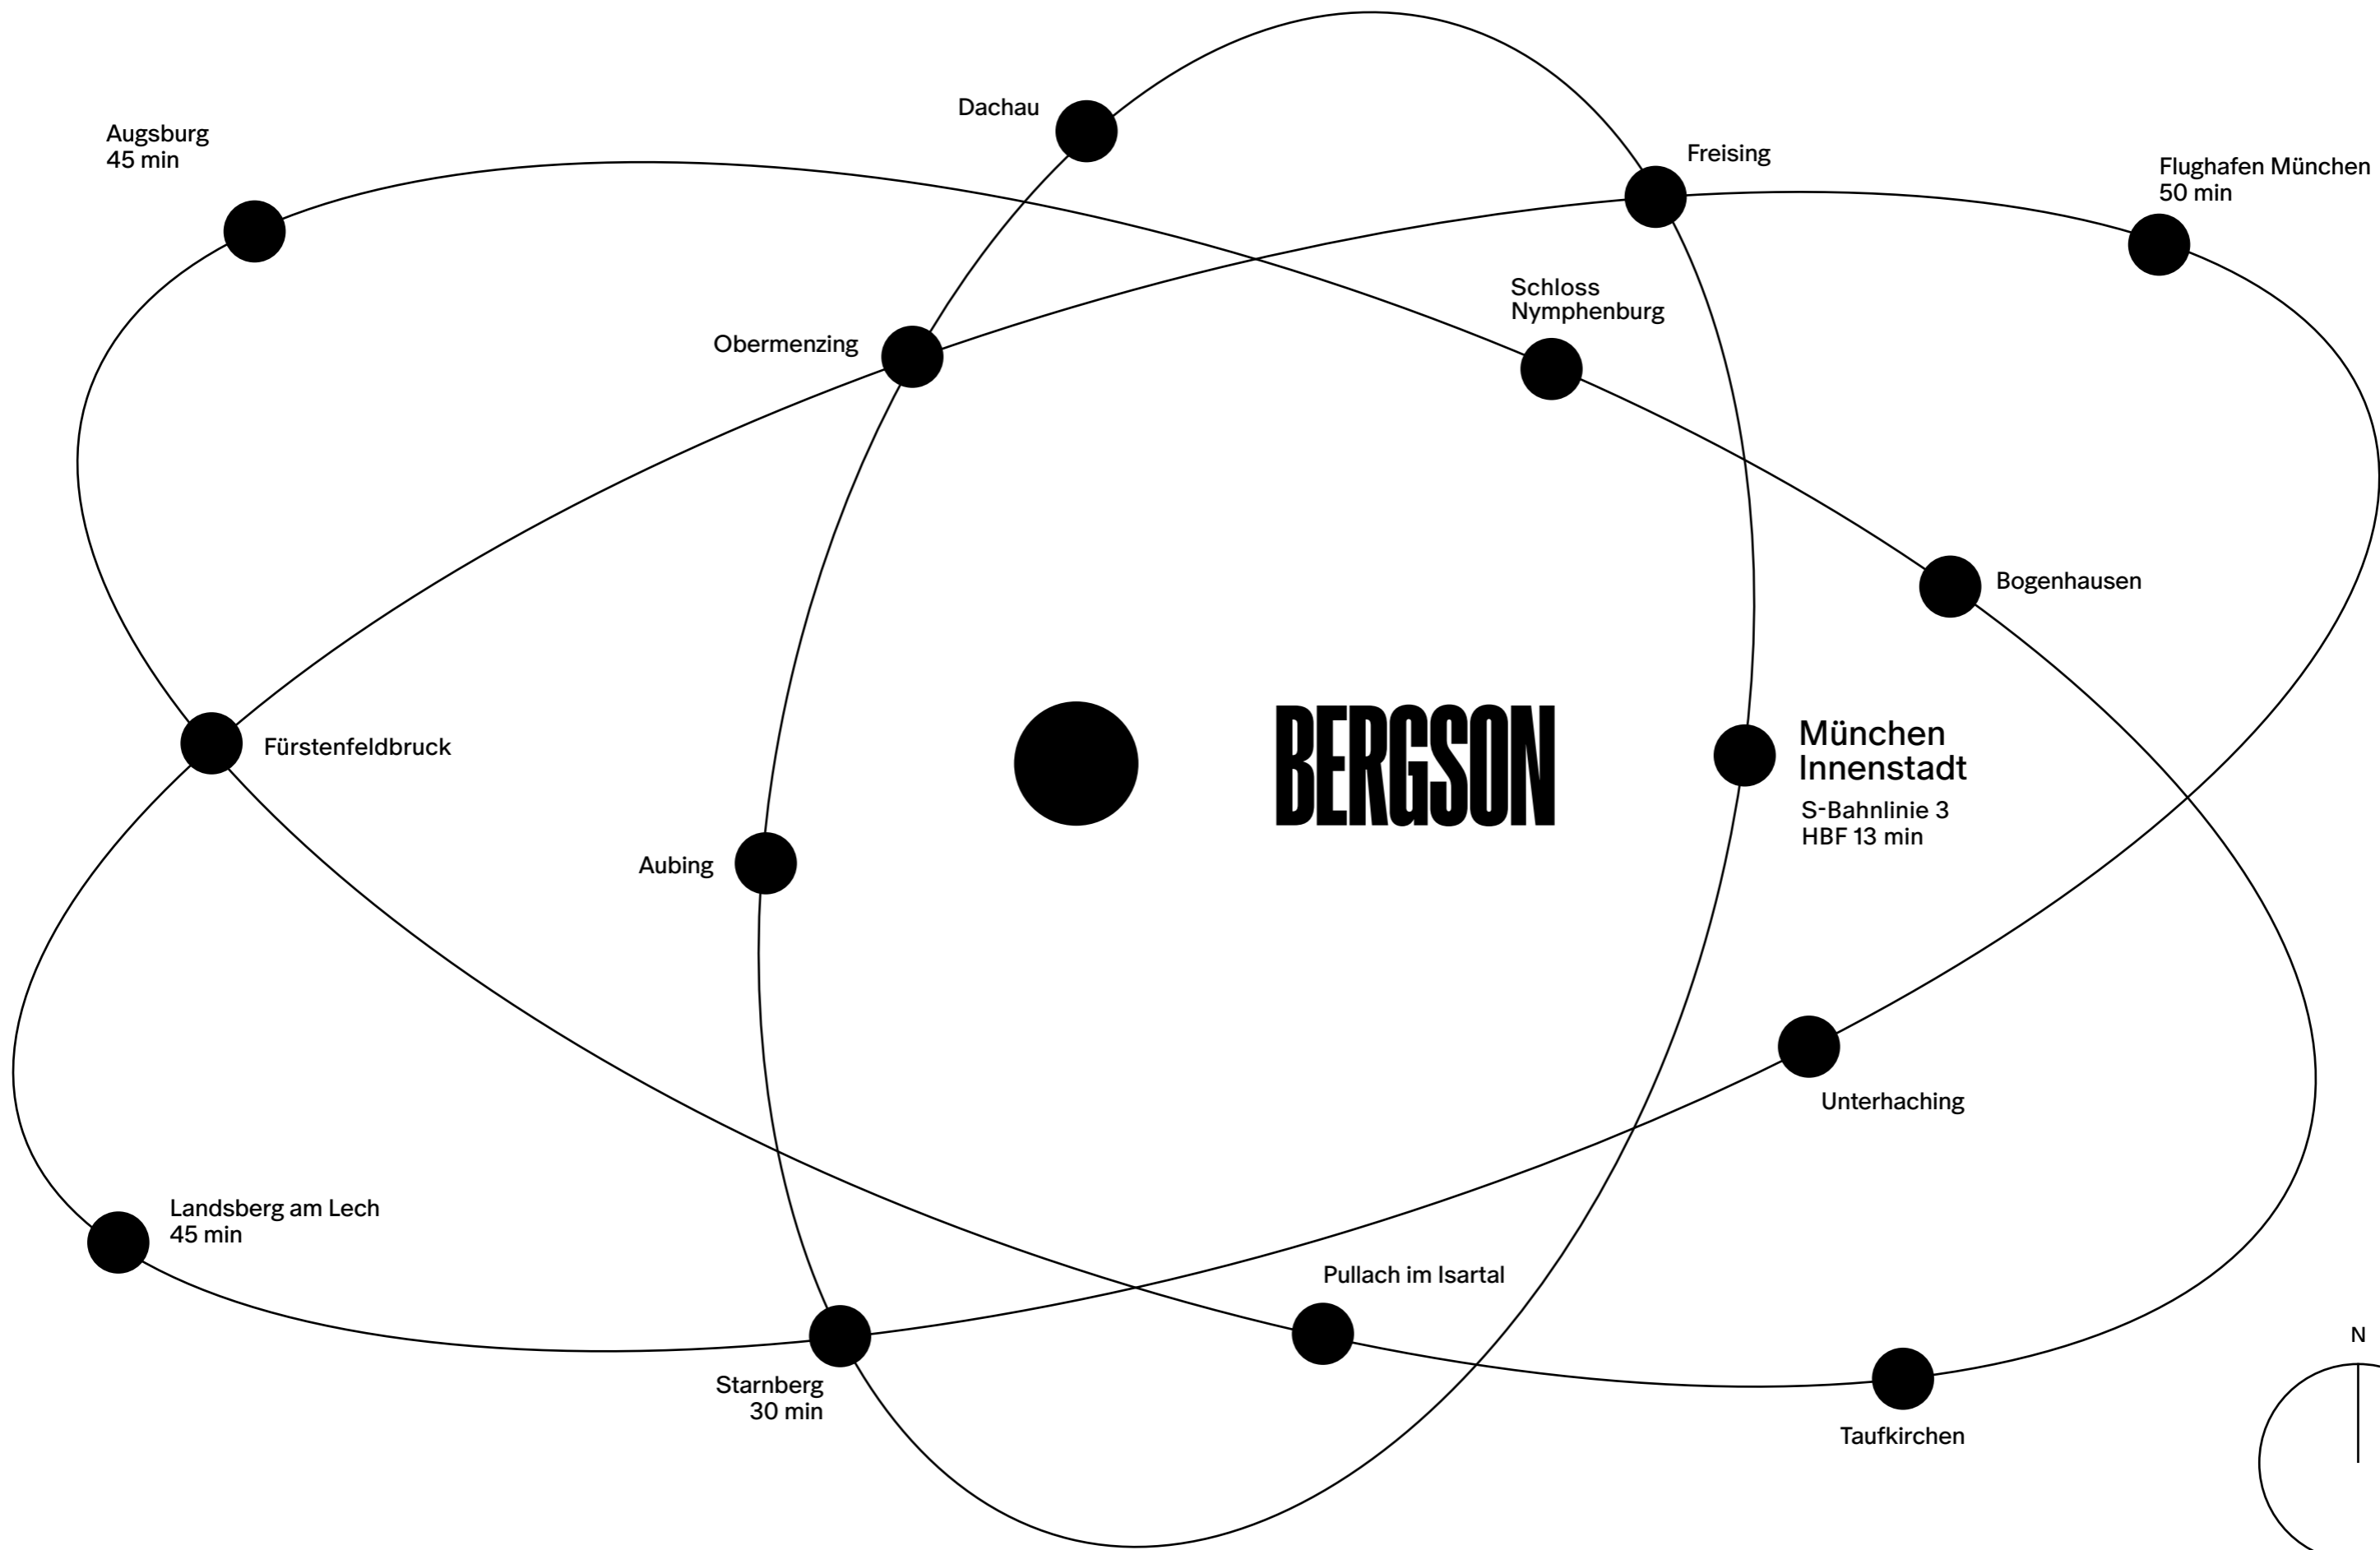 Dachau
Augsburg
45 min
Freising
Flughafen München
50 min
Schloss
Nymphenburg
Obermenzing
Bogenhausen
Fürstenfeldbruck
BERGSON
München
Innenstadt
S-Bahnlinie 3
HBF 13 min
Aubing
Unterhaching
Landsberg am Lech
45 min
Pullach im Isartal
Starnberg
30 min
Taufkirchen
N